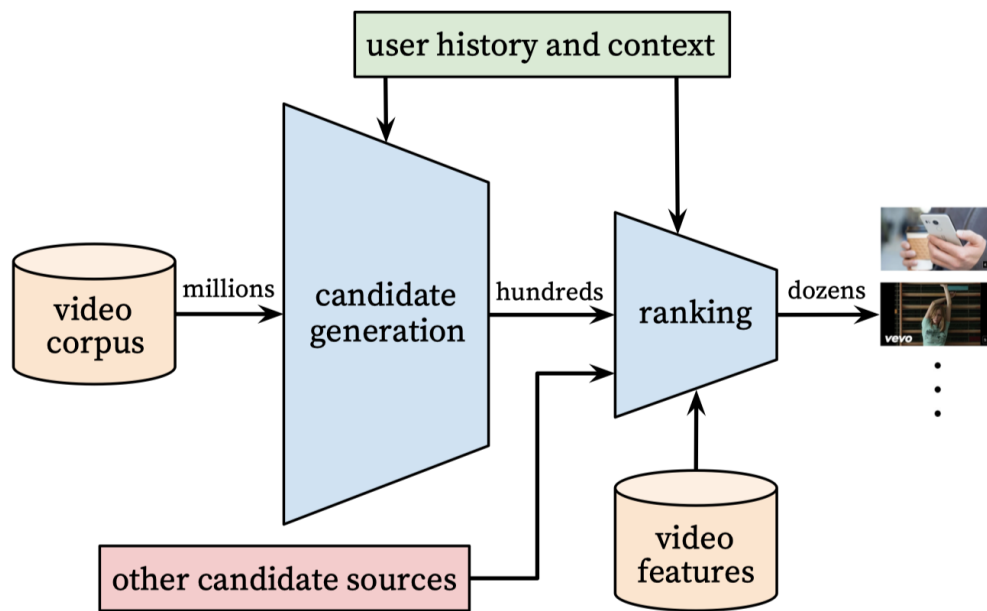 user history and context
video
corpus
millions
candidate
generation
hundreds
ranking
dozens
vevo
other candidate sources
video
features